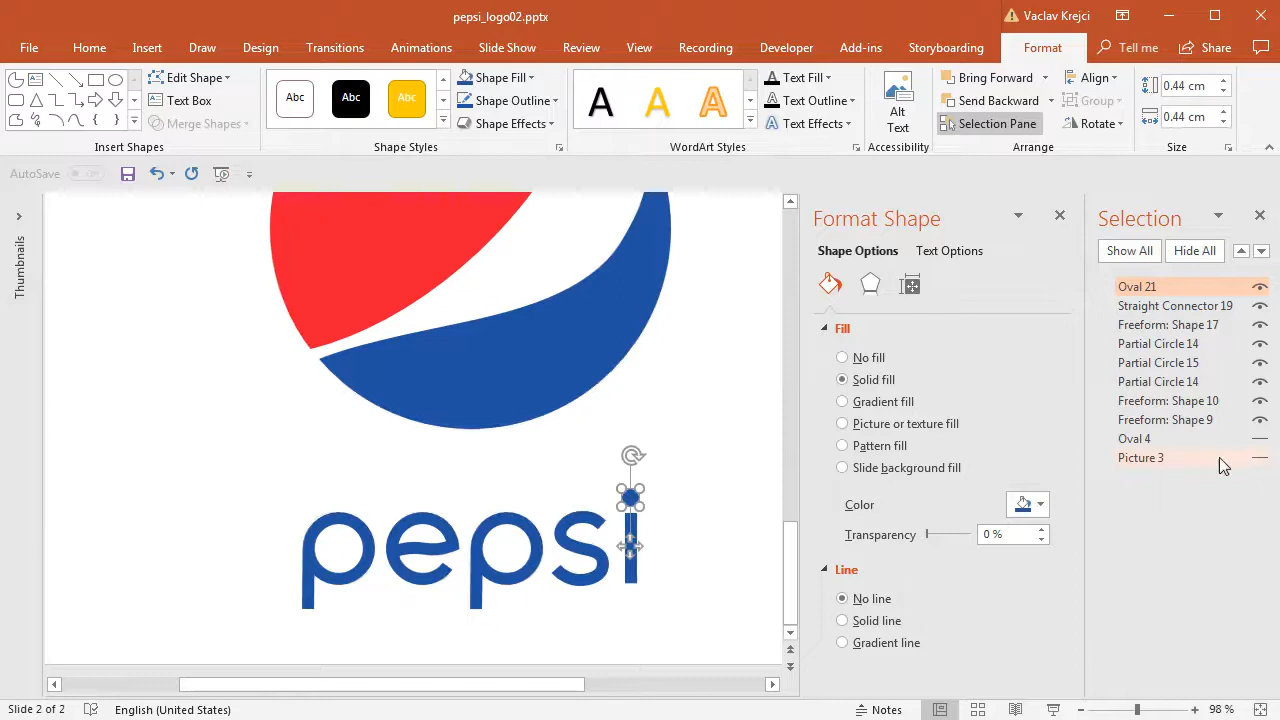 pepsi_logo02.pptx
Vaclav Krejci
File Home Insert Draw Design Transitions Animations Slide Show Review View Recording Developer Add-ins Storyboarding Format Tell me Share
Edit Shape
Text Box
Merge Shapes
Insert Shapes
Abc Abc Abc
Shape Fill
Shape Outline
Shape Effects
Shape Styles
A A A
Text Fill
Text Outline
Text Effects
WordArt Styles
Alt
Text
Accessibility
Bring Forward
Send Backward
Selection Pane
Align
Group
Rotate
Arrange
0.44 cm
0.44 cm
Size
AutoSave Off
Thumbnails
pepsi
Format Shape
Shape Options Text Options
Fill
No fill
Solid fill
Gradient fill
Picture or texture fill
Pattern fill
Slide background fill
Color
Transparency 0 %
Line
No line
Solid line
Gradient line
Selection
Show All Hide All
Oval 21
Straight Connector 19
Freeform: Shape 17
Partial Circle 14
Partial Circle 15
Partial Circle 14
Freeform: Shape 10
Freeform: Shape 9
Oval 4
Picture 3
Slide 2 of 2 English (United States) Notes 98 %